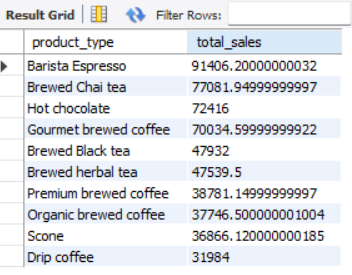 Result Grid Filter Rows:
product_type total_sales
Barista Espresso 91406.20000000032
Brewed Chai tea 77081.94999999997
Hot chocolate 72416
Gourmet brewed coffee 70034.59999999922
Brewed Black tea 47932
Brewed herbal tea 47539.5
Premium brewed coffee 38781.14999999997
Organic brewed coffee 37746.500000001004
Scone 36866.120000000185
Drip coffee 31984